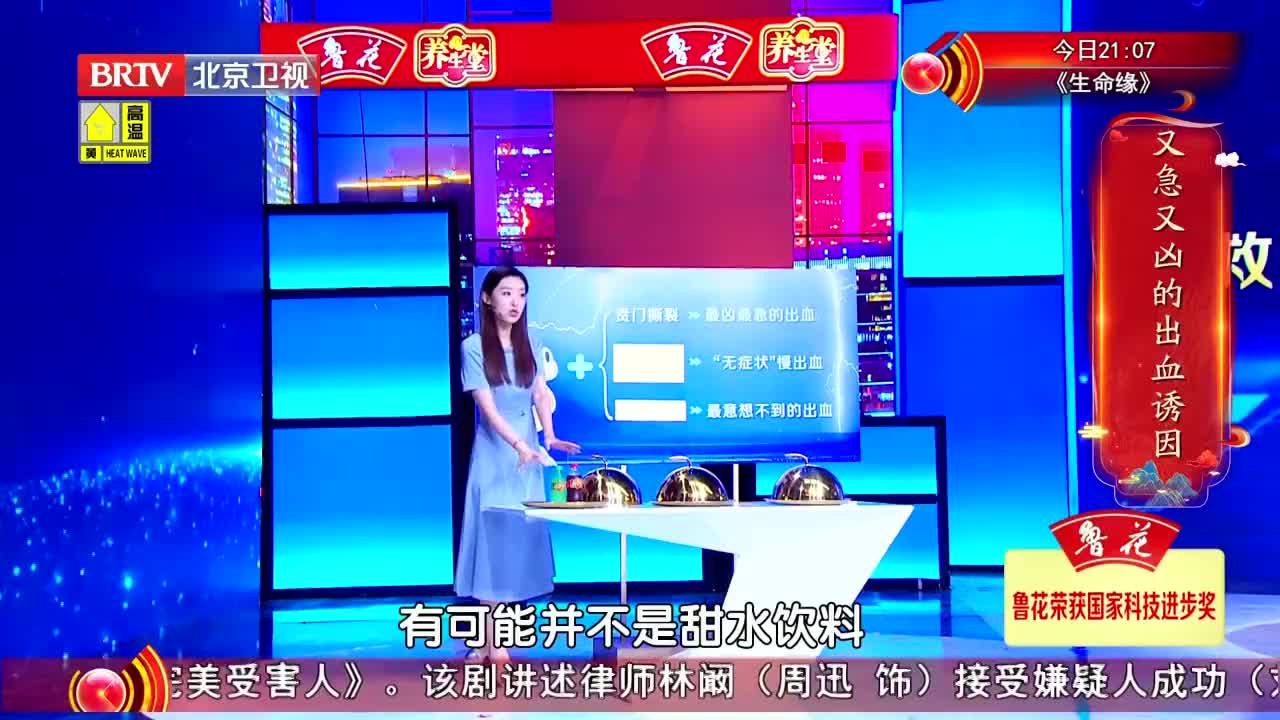 BRTV 北京卫视
高温
黄 HEAT WAVE
鲁花 养生堂 鲁花 养生堂
今日21:07
《生命缘》
又急又凶的出血诱因
效
贲门撕裂 最凶最急的出血
“无症状”慢出血
最意想不到的出血
鲁花
鲁花荣获国家科技进步奖
有可能并不是甜水饮料
完美受害人》。该剧讲述律师林阚（周迅 饰）接受嫌疑人成功（